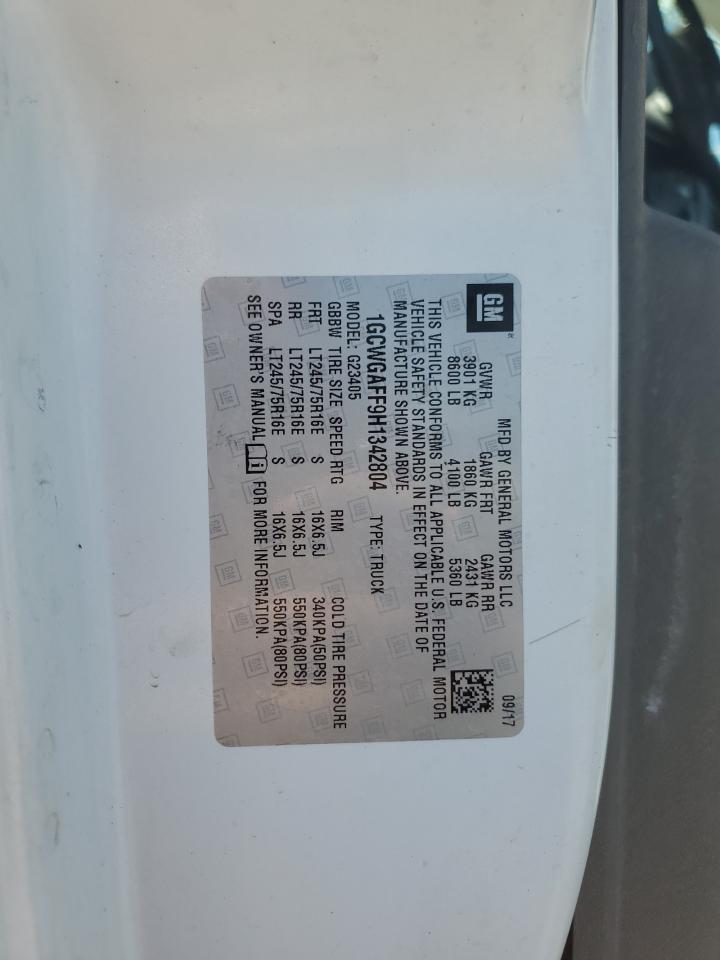 GM
MFD BY GENERAL MOTORS LLC 09/17
GVWR GAWR FRT GAWR RR
3901 KG 1860 KG 2431 KG
8600 LB 4100 LB 5360 LB
THIS VEHICLE CONFORMS TO ALL APPLICABLE U.S. FEDERAL MOTOR
VEHICLE SAFETY STANDARDS IN EFFECT ON THE DATE OF
MANUFACTURE SHOWN ABOVE.
1GCWGAFF9H1342804 TYPE: TRUCK
MODEL: G23405
GBBW TIRE SIZE SPEED RTG RIM COLD TIRE PRESSURE
FRT LT245/75R16E S 16X6.5J 340KPA(50PSI)
RR LT245/75R16E S 16X6.5J 550KPA(80PSI)
SPA LT245/75R16E S 16X6.5J 550KPA(80PSI)
SEE OWNER'S MANUAL FOR MORE INFORMATION.